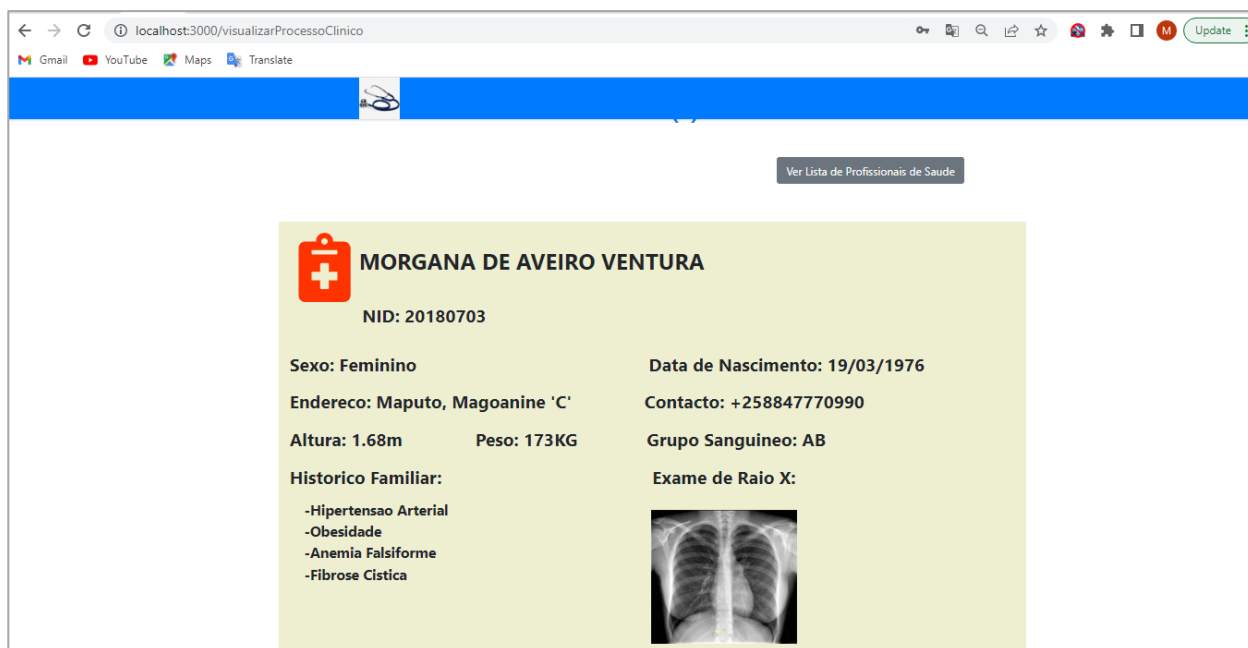 localhost:3000/visualizarProcessoClinico
M
Update
Gmail
YouTube
Maps
Translate
Ver Lista de Profissionais de Saude
MORGANA DE AVEIRO VENTURA
NID: 20180703
Sexo: Feminino
Data de Nascimento: 19/03/1976
Endereco: Maputo, Magoanine 'C'
Contacto: +258847770990
Altura: 1.68m
Peso: 173KG
Grupo Sanguineo: AB
Historico Familiar:
Exame de Raio X:
-Hipertensao Arterial
-Obesidade
-Anemia Falsiforme
-Fibrose Cistica